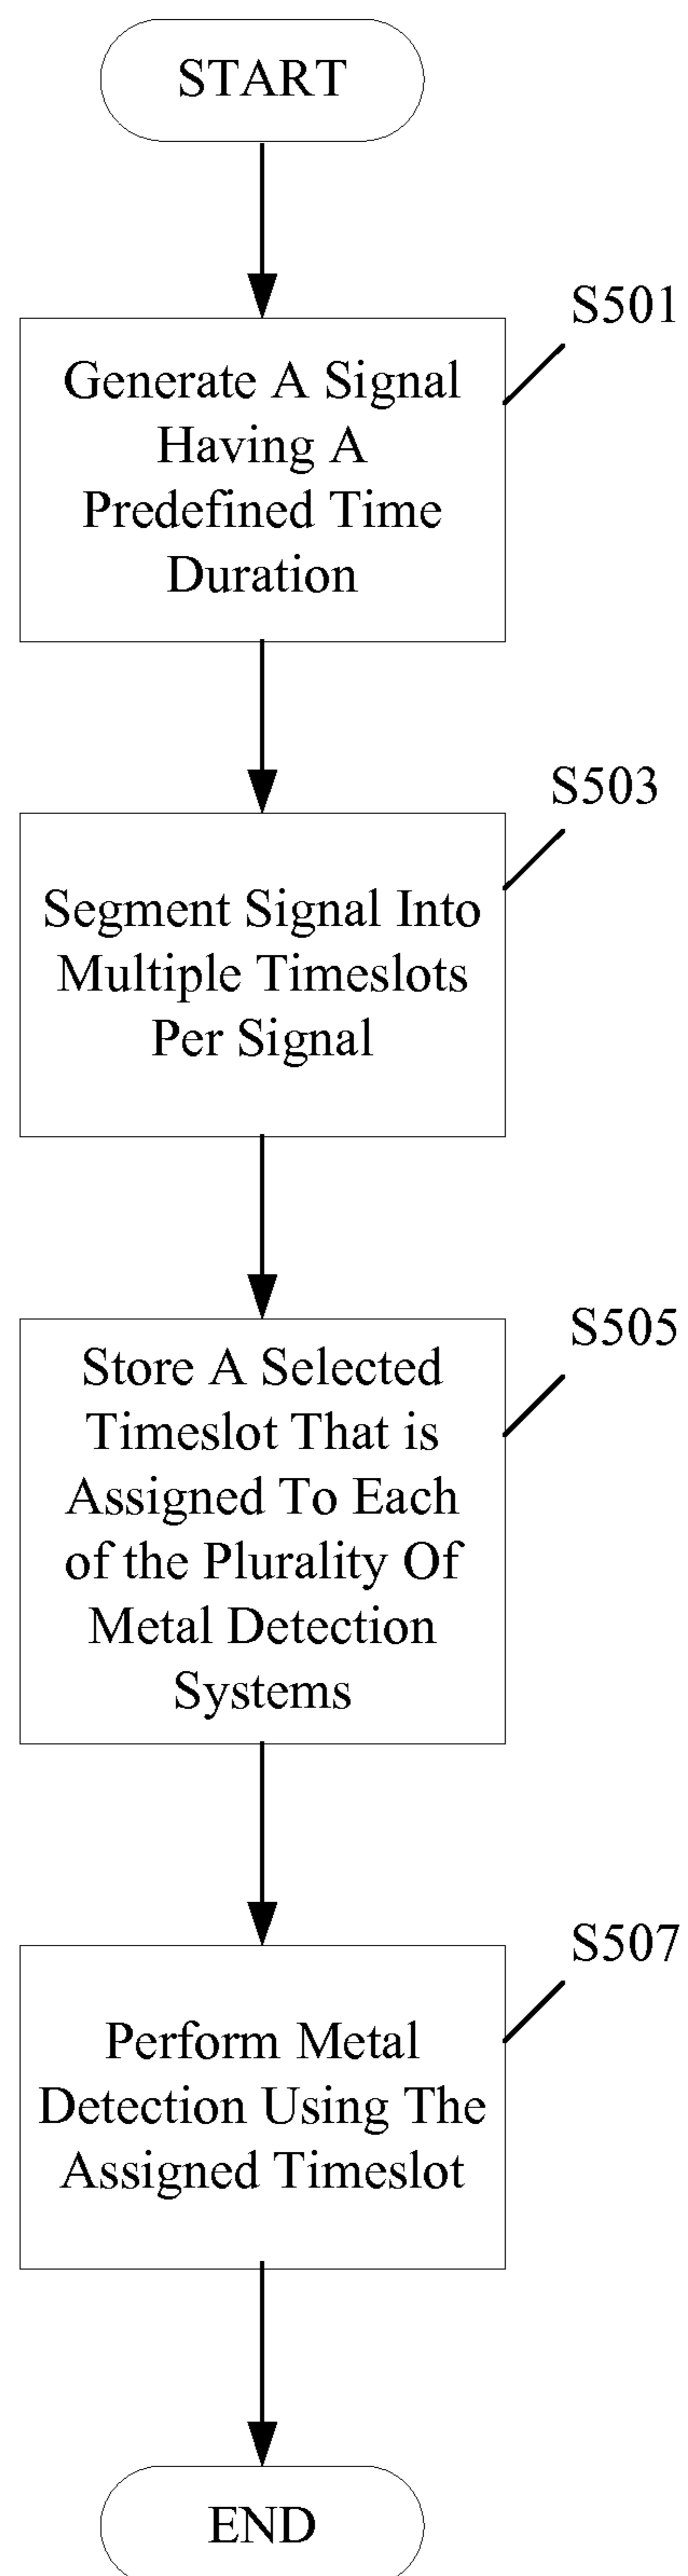 START
S501
Generate A Signal
Having A
Predefined Time
Duration
S503
Segment Signal Into
Multiple Timeslots
Per Signal
S505
Store A Selected
Timeslot That is
Assigned To Each
of the Plurality Of
Metal Detection
Systems
S507
Perform Metal
Detection Using The
Assigned Timeslot
END